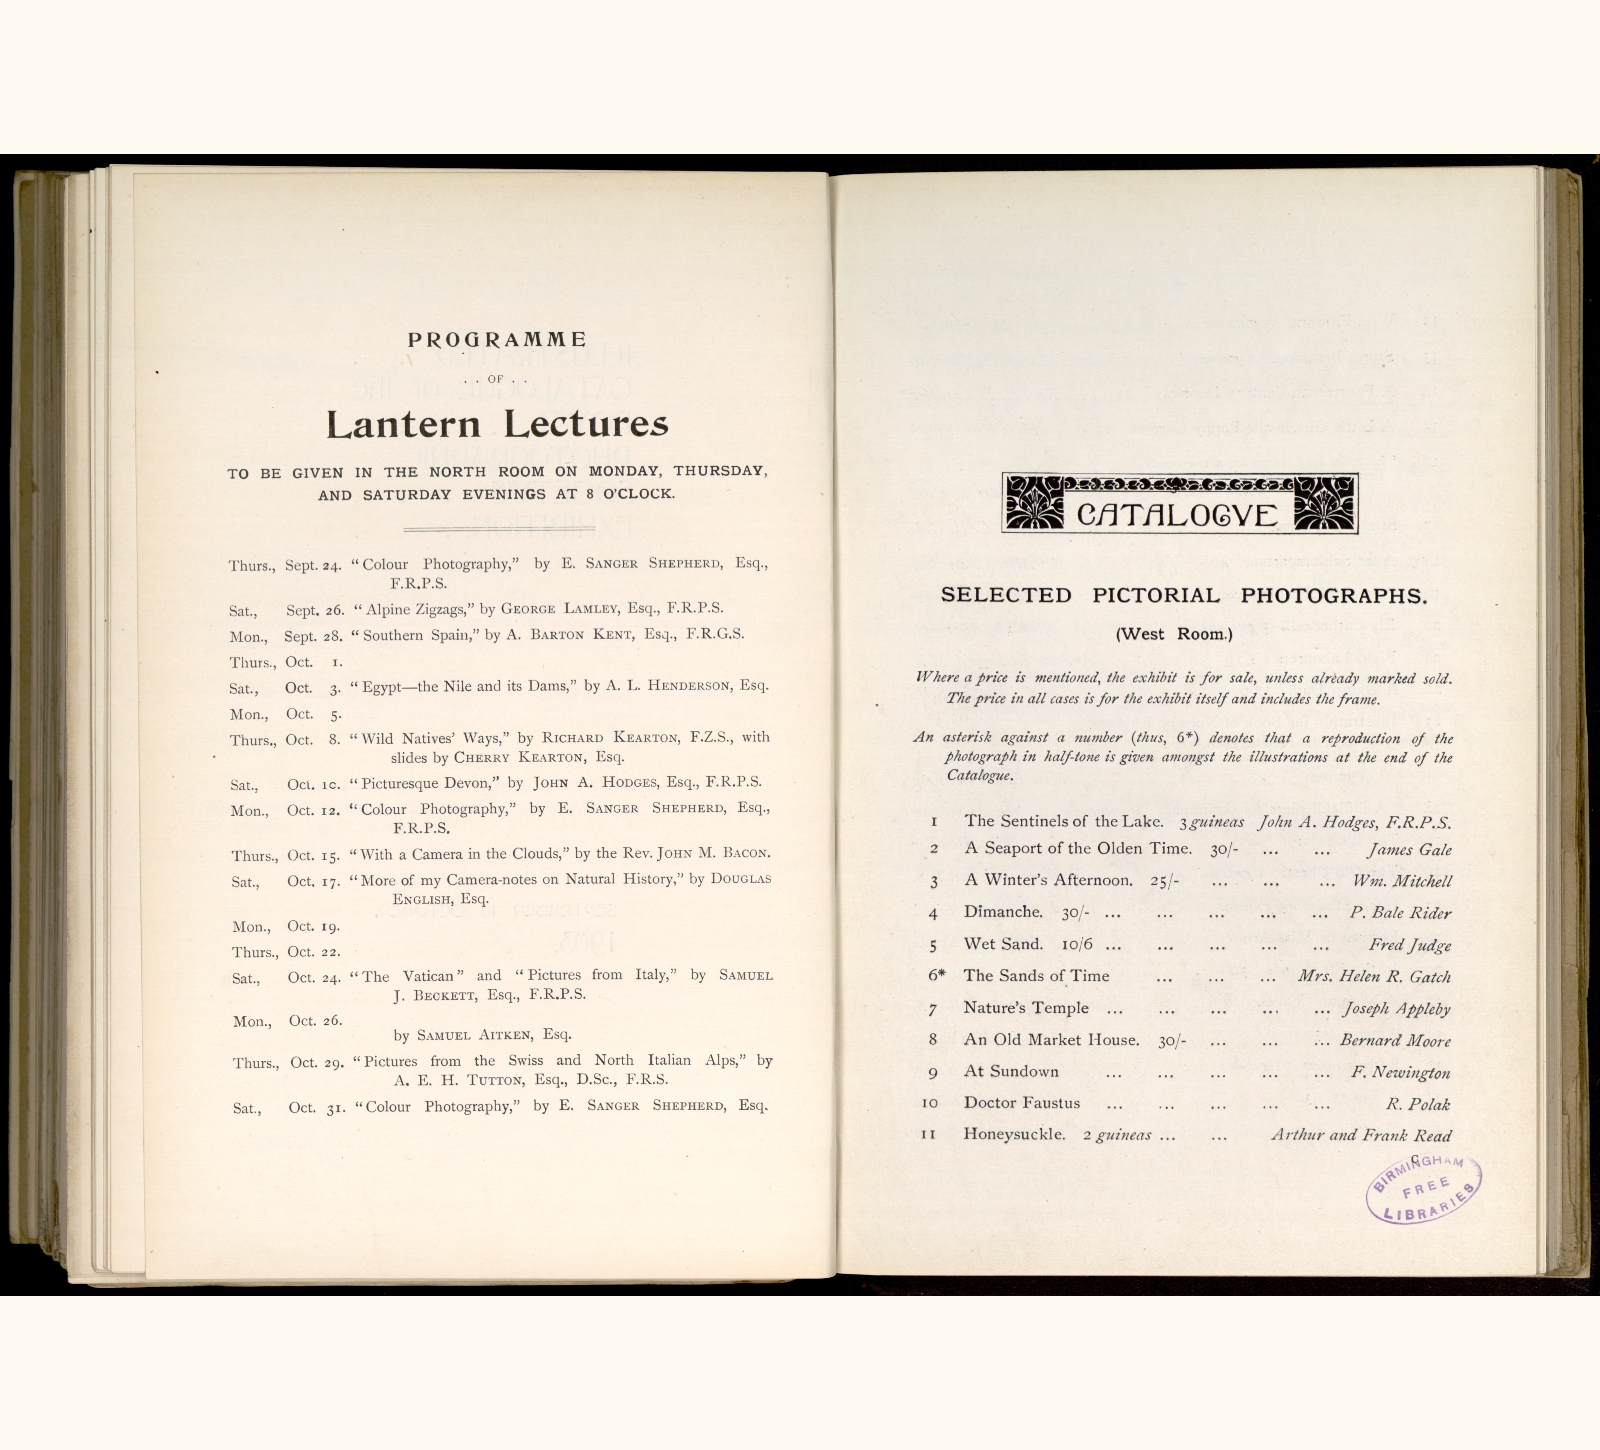 PROGRAMME
. . OF . .
Lantern Lectures
TO BE GIVEN IN THE NORTH ROOM ON MONDAY, THURSDAY,
AND SATURDAY EVENINGS AT 8 O'CLOCK.
Thurs., Sept. 24. “Colour Photography,” by E. SANGER SHEPHERD, Esq.,
F.R.P.S.
Sat., Sept. 26. “Alpine Zigzags,” by GEORGE LAMLEY, Esq., F.R.P.S.
Mon., Sept. 28. “Southern Spain,” by A. BARTON KENT, Esq., F.R.G.S.
Thurs., Oct. 1.
Sat., Oct. 3. “Egypt—the Nile and its Dams,” by A. L. HENDERSON, Esq.
Mon., Oct. 5.
Thurs., Oct. 8. “Wild Natives' Ways,” by RICHARD KEARTON, F.Z.S., with
slides by CHERRY KEARTON, Esq.
Sat., Oct. 10. “Picturesque Devon,” by JOHN A. HODGES, Esq., F.R.P.S.
Mon., Oct. 12. “Colour Photography,” by E. SANGER SHEPHERD, Esq.,
F.R.P.S.
Thurs., Oct. 15. “With a Camera in the Clouds,” by the Rev. JOHN M. BACON.
Sat., Oct. 17. “More of my Camera-notes on Natural History,” by DOUGLAS
ENGLISH, Esq.
Mon., Oct. 19.
Thurs., Oct. 22.
Sat., Oct. 24. “The Vatican” and “Pictures from Italy,” by SAMUEL
J. BECKETT, Esq., F.R.P.S.
Mon., Oct. 26.
by SAMUEL AITKEN, Esq.
Thurs., Oct. 29. “Pictures from the Swiss and North Italian Alps,” by
A. E. H. TUTTON, Esq., D.Sc., F.R.S.
Sat., Oct. 31. “Colour Photography,” by E. SANGER SHEPHERD, Esq.
CATALOGVE
SELECTED PICTORIAL PHOTOGRAPHS.
(West Room.)
Where a price is mentioned, the exhibit is for sale, unless already marked sold.
The price in all cases is for the exhibit itself and includes the frame.
An asterisk against a number (thus, 6*) denotes that a reproduction of the
photograph in half-tone is given amongst the illustrations at the end of the
Catalogue.
1 The Sentinels of the Lake. 3 guineas John A. Hodges, F.R.P.S.
2 A Seaport of the Olden Time. 30/- ... ... James Gale
3 A Winter's Afternoon. 25/- ... ... ... Wm. Mitchell
4 Dimanche. 30/- ... ... ... ... ... P. Bale Rider
5 Wet Sand. 10/6 ... ... ... ... ... Fred Judge
6* The Sands of Time ... ... ... Mrs. Helen R. Gatch
7 Nature's Temple ... ... ... ... ... Joseph Appleby
8 An Old Market House. 30/- ... ... ... Bernard Moore
9 At Sundown ... ... ... ... ... F. Newington
10 Doctor Faustus ... ... ... ... ... R. Polak
11 Honeysuckle. 2 guineas ... ... Arthur and Frank Read
C
BIRMINGHAM
FREE
LIBRARIES